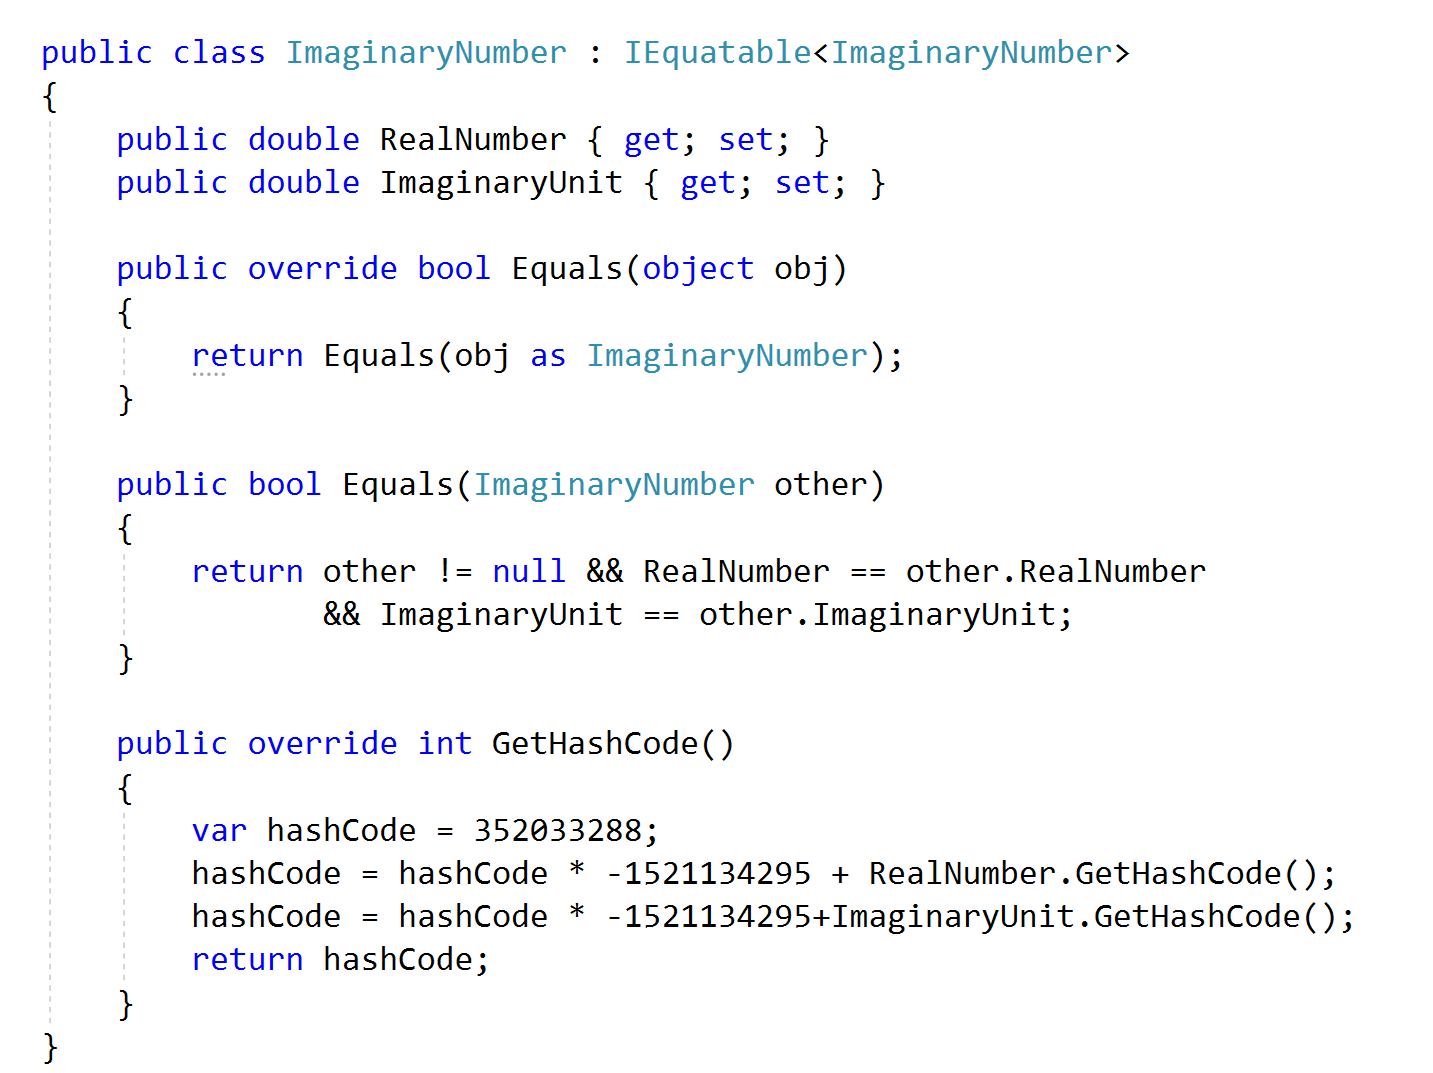 public class ImaginaryNumber : IEquatable<ImaginaryNumber>
{
    public double RealNumber { get; set; }
    public double ImaginaryUnit { get; set; }

    public override bool Equals(object obj)
    {
        return Equals(obj as ImaginaryNumber);
    }

    public bool Equals(ImaginaryNumber other)
    {
        return other != null && RealNumber == other.RealNumber
               && ImaginaryUnit == other.ImaginaryUnit;
    }

    public override int GetHashCode()
    {
        var hashCode = 352033288;
        hashCode = hashCode * -1521134295 + RealNumber.GetHashCode();
        hashCode = hashCode * -1521134295+ImaginaryUnit.GetHashCode();
        return hashCode;
    }
}